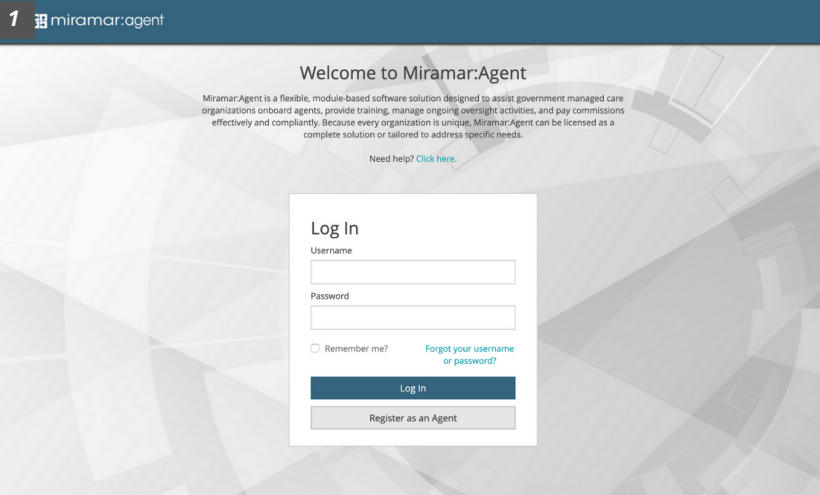 1
miramar:agent
Welcome to Miramar:Agent
Miramar:Agent is a flexible, module-based software solution designed to assist government managed care
organizations onboard agents, provide training, manage ongoing oversight activities, and pay commissions
effectively and compliantly. Because every organization is unique, Miramar:Agent can be licensed as a
complete solution or tailored to address specific needs.
Need help? Click here.
Log In
Username
Password
Remember me?
Forgot your username
or password?
Log In
Register as an Agent